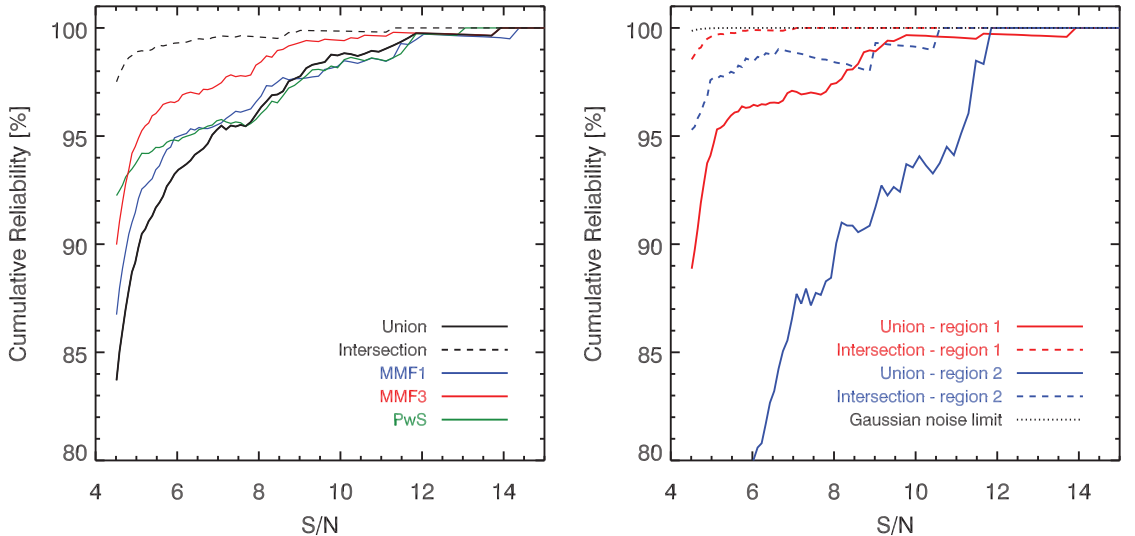 100
95
90
85
80
Cumulative Reliability [%]
Union
Intersection
MMF1
MMF3
PwS
4
6
8
10
12
14
S/N
100
95
90
85
80
Cumulative Reliability [%]
Union - region 1
Intersection - region 1
Union - region 2
Intersection - region 2
Gaussian noise limit
4
6
8
10
12
14
S/N